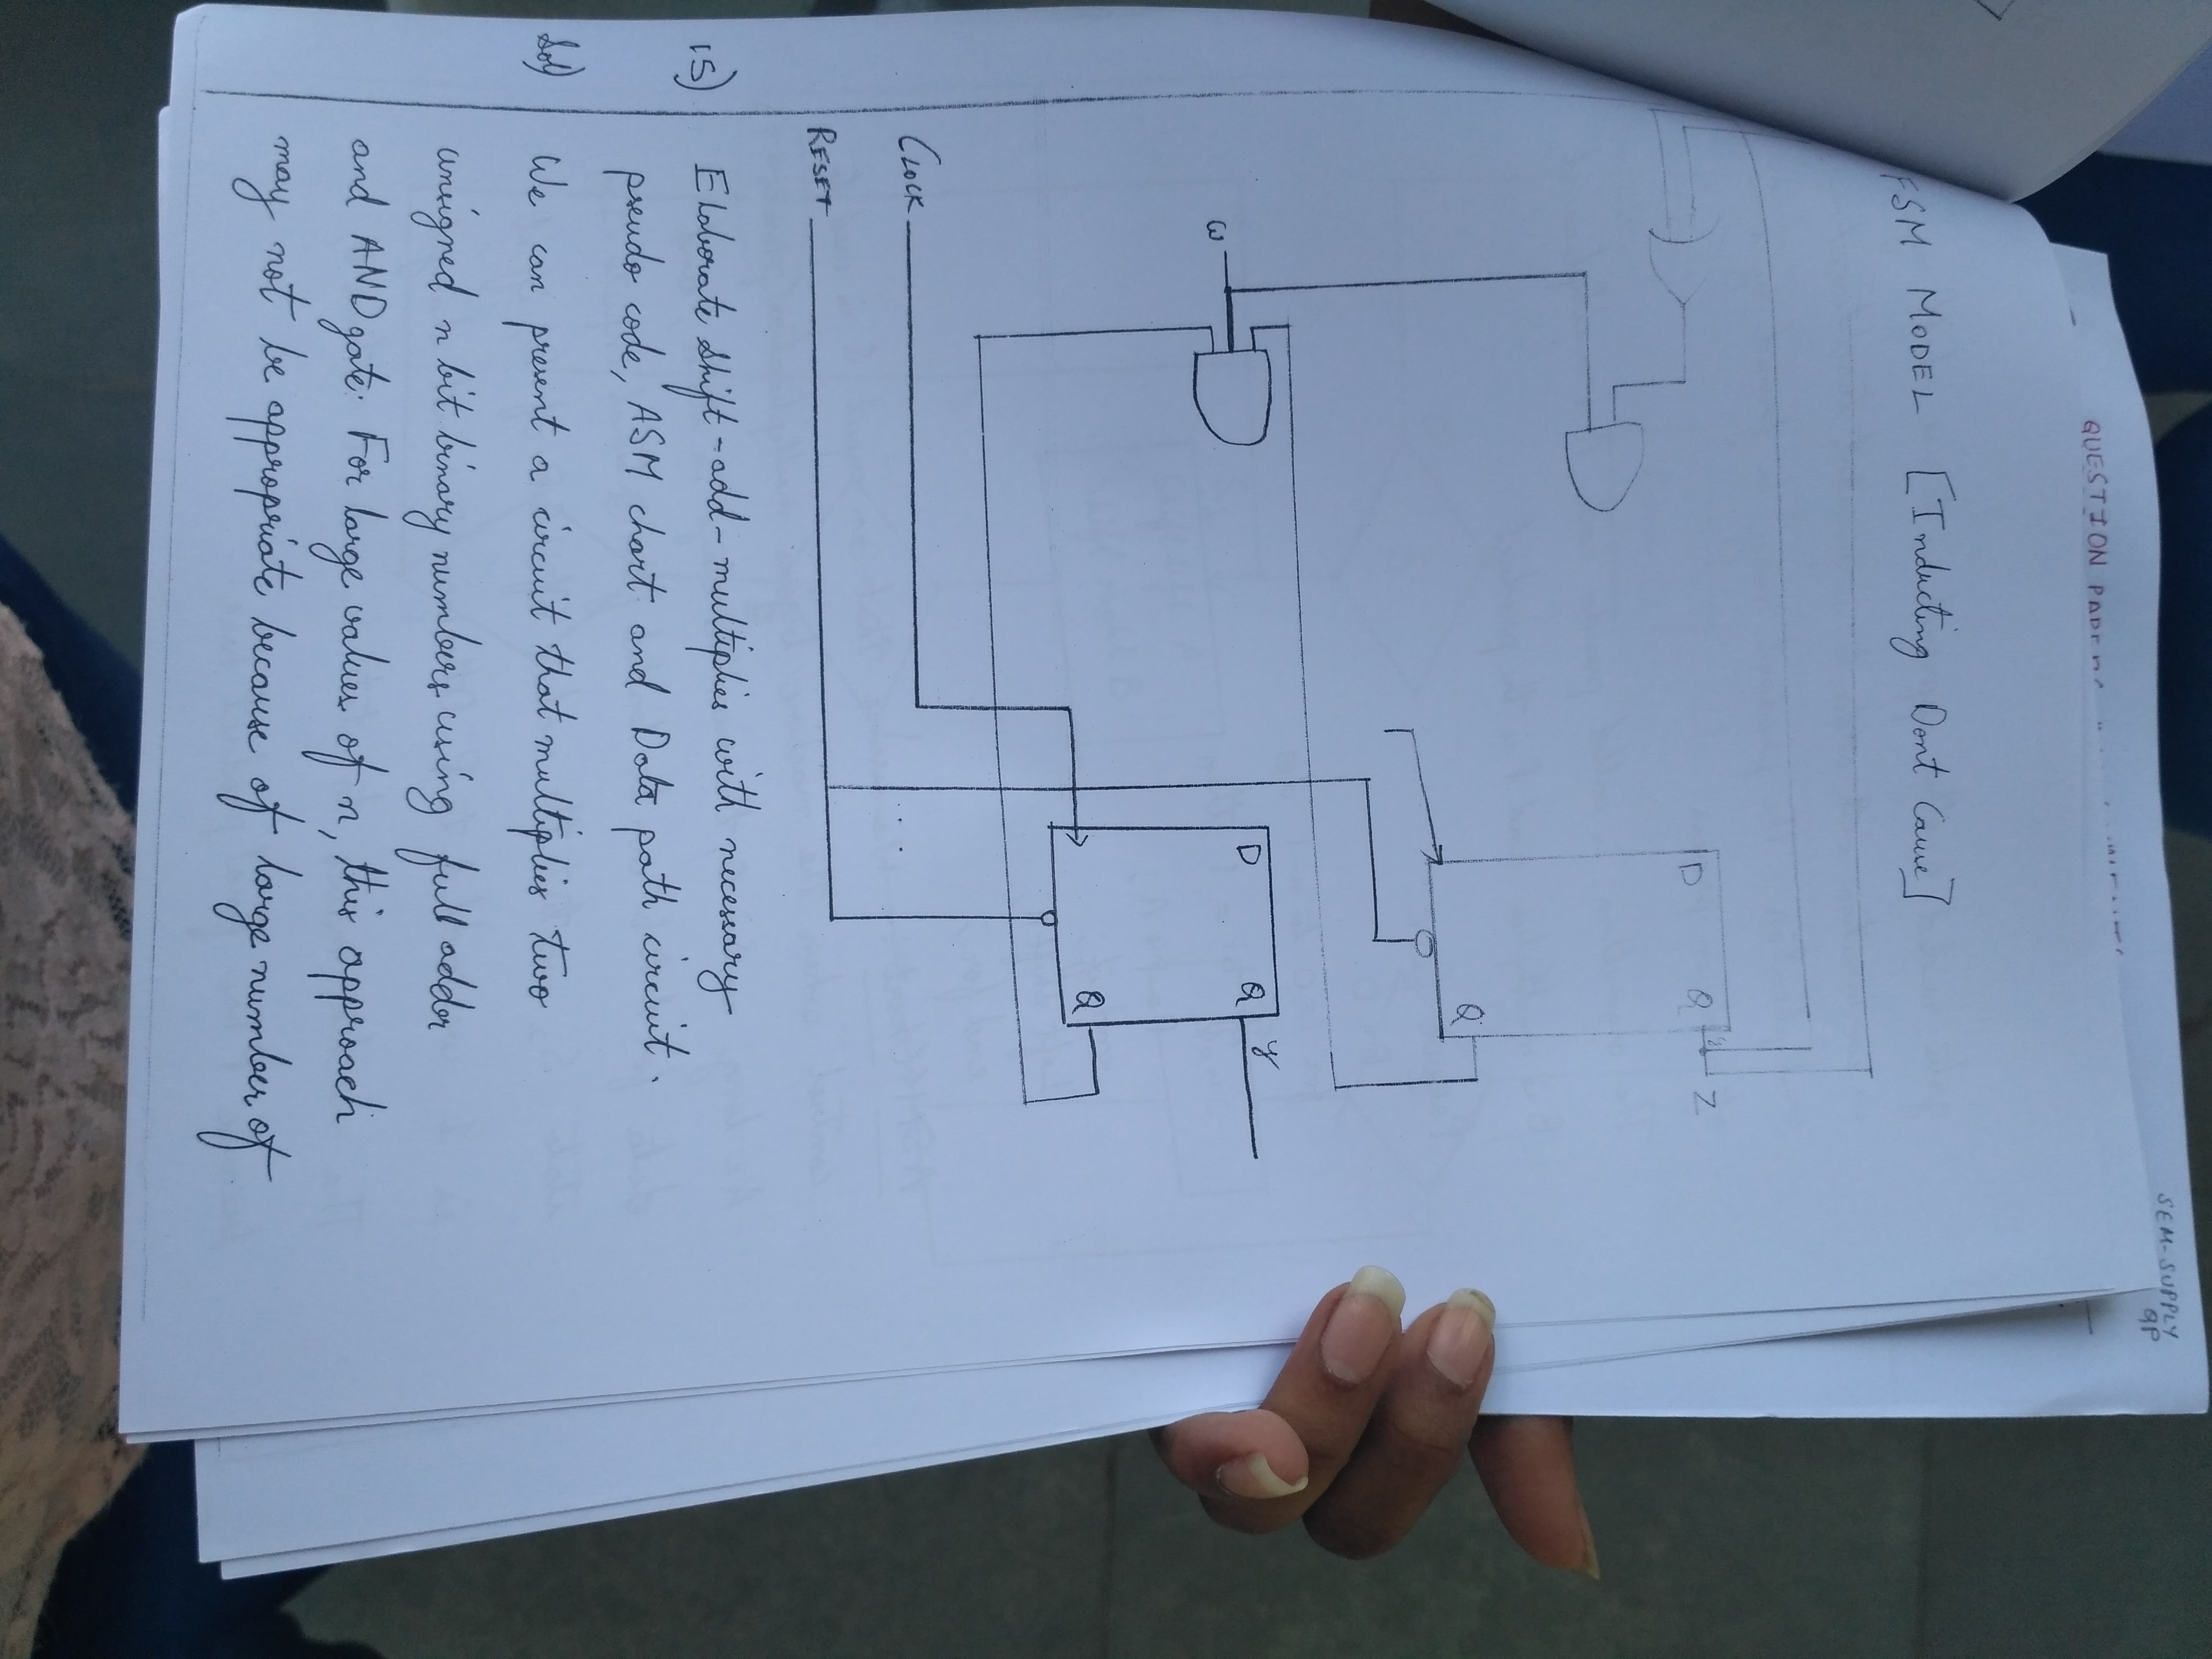 QUESTION
SEM-SUPPLY
QP
FSM MODEL [Inducting Dont Cause]
D Q
Z
Q
w
D Q y
Q
CLOCK
RESET
15) Elaborate shift-add-multiplies with necessary
pseudo code, ASM chart and Data path circuit.
Sol) We can present a circuit that multiplies two
unsigned n bit binary numbers using full adder
and AND gate. For large values of n, this approach
may not be appropriate because of large number of